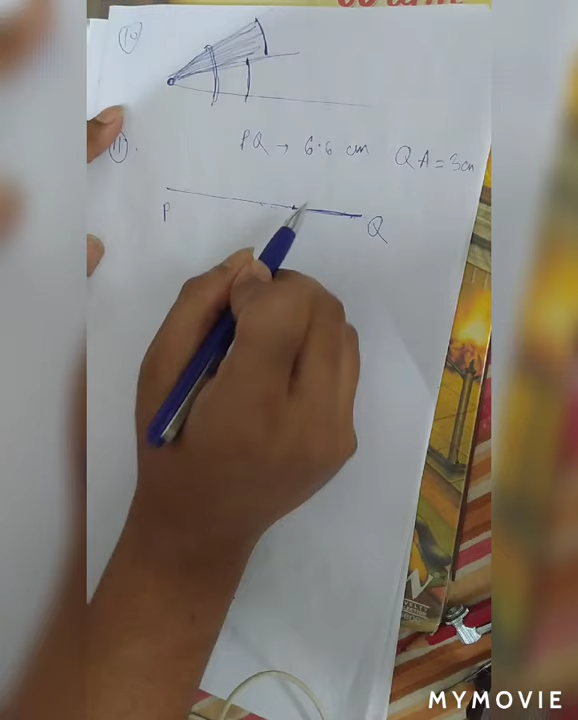 10
11.
PQ → 6.6 cm QA = 3cm
P
Q
MYMOVIE